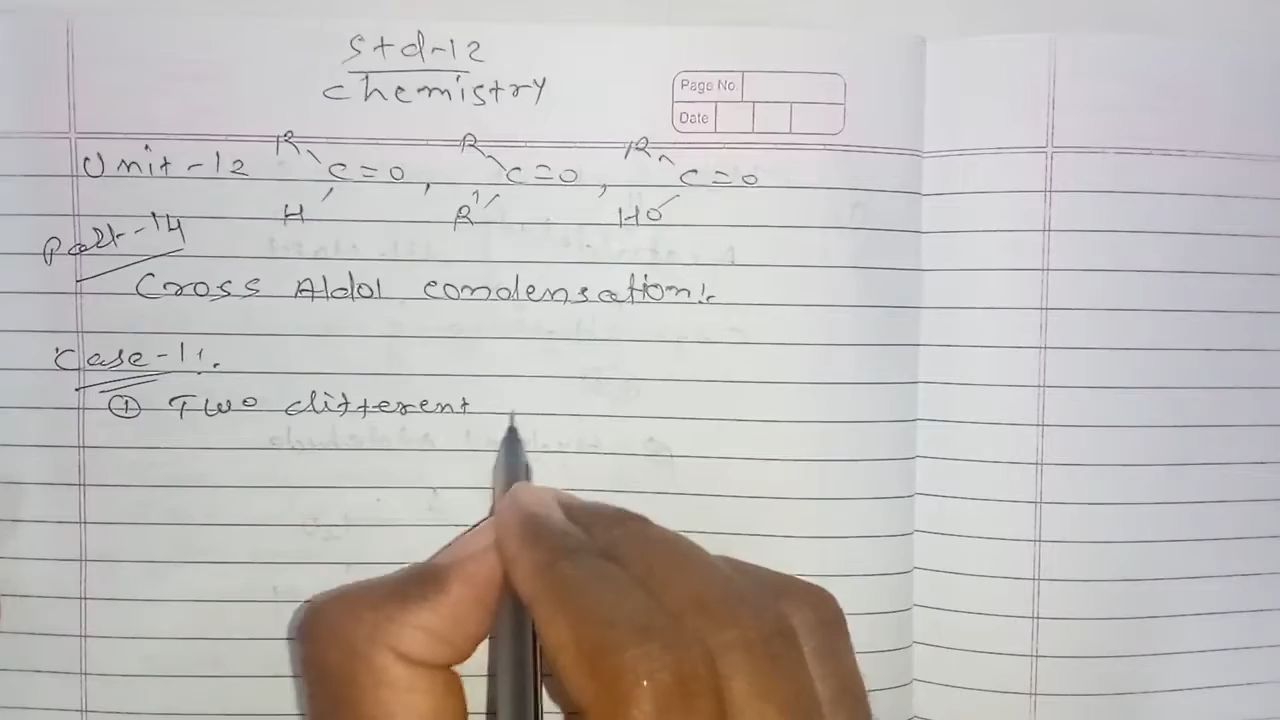 Std-12
Chemistry
Page No.
Date
Unit-12 R C=O, R C=O, R C=O
H R' HO
Part-14
Cross Aldol condensation:
Case-1:
① Two different